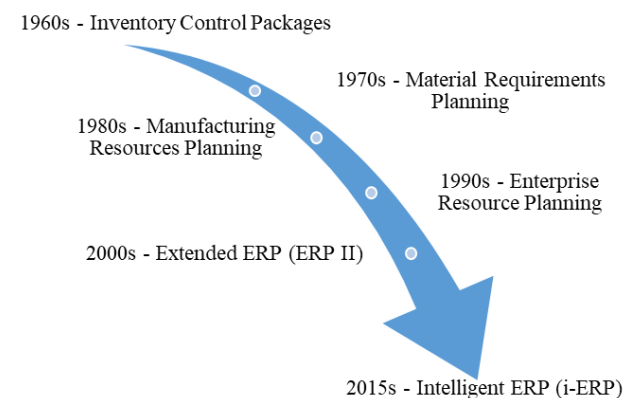 1960s - Inventory Control Packages
1970s - Material Requirements
Planning
1980s - Manufacturing
Resources Planning
1990s - Enterprise
Resource Planning
2000s - Extended ERP (ERP II)
2015s - Intelligent ERP (i-ERP)